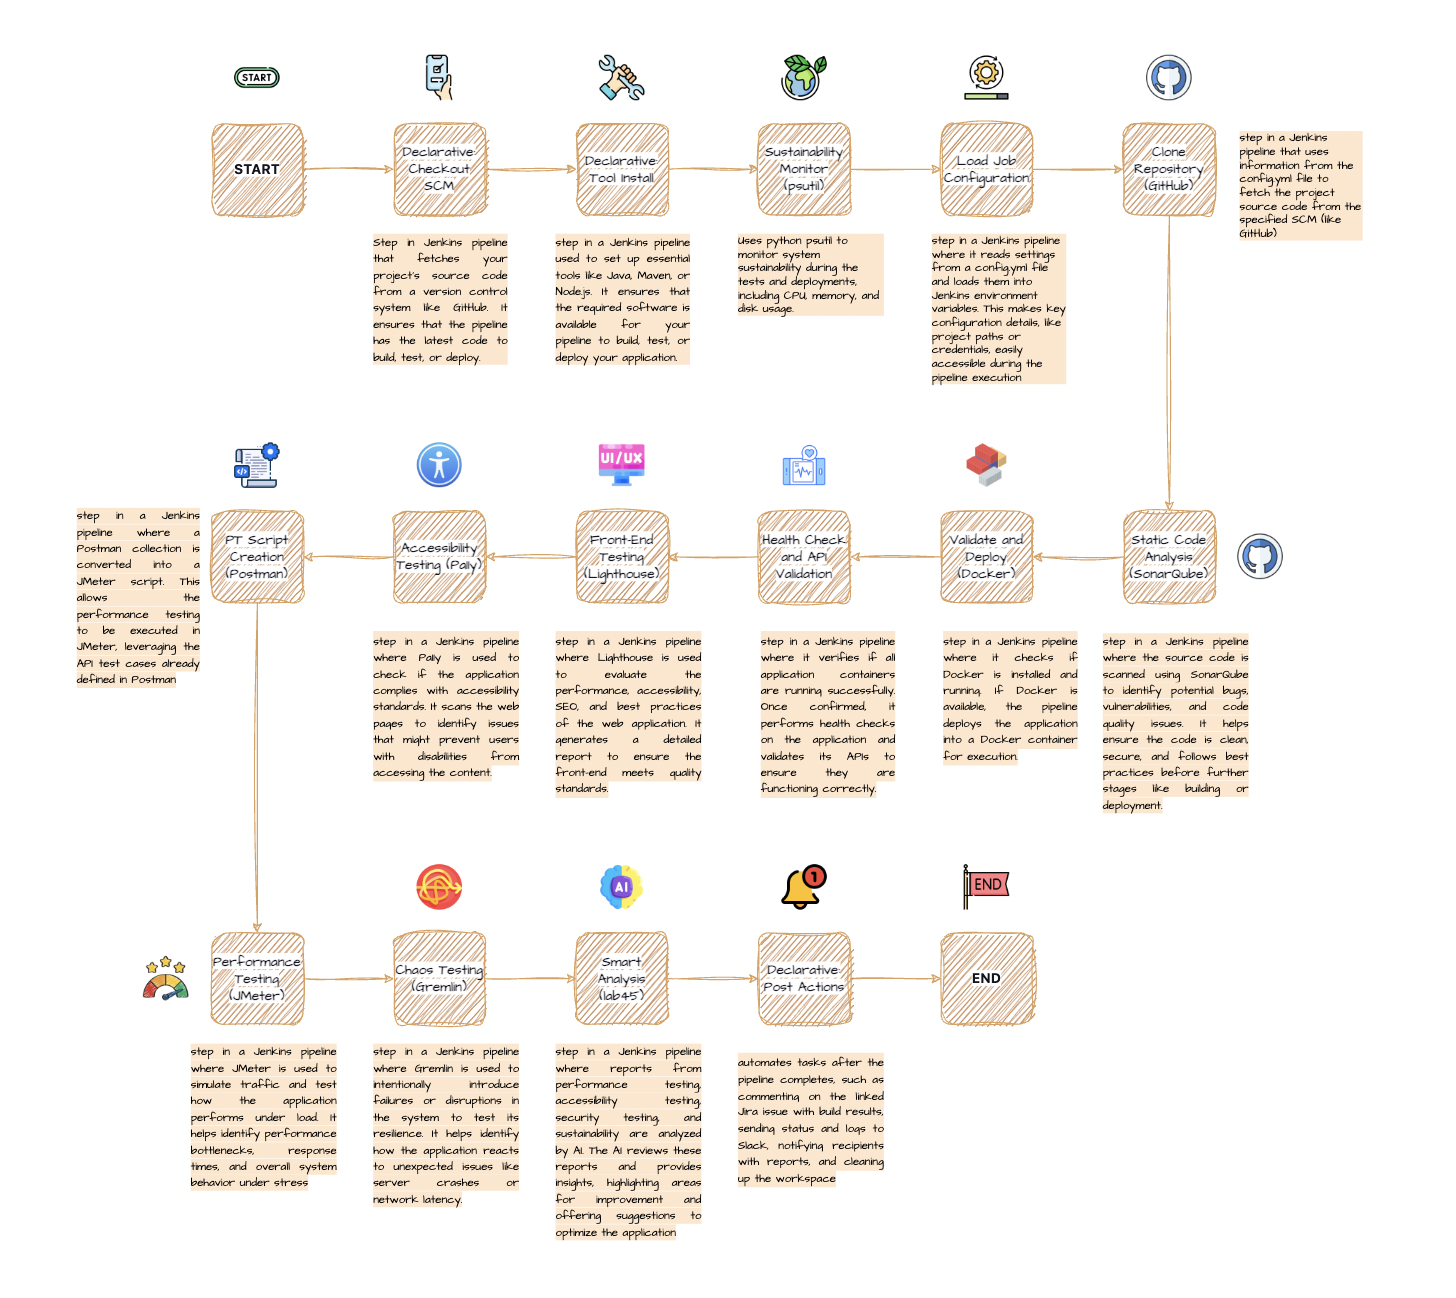 START
START
Declarative:
Checkout
SCM
Declarative:
Tool Install
Sustainability
Monitor
(psutil)
Load Job
Configuration
Clone
Repository
(GitHub)
step in a Jenkins
pipeline that uses
information from the
config.yml file to
fetch the project
source code from the
specified SCM (like
GitHub)
Step in Jenkins pipeline
that fetches your
project's source code
from a version control
system like GitHub. It
ensures that the pipeline
has the latest code to
build, test, or deploy.
step in a Jenkins pipeline
used to set up essential
tools like Java, Maven, or
Node.js. It ensures that
the required software is
available for your
pipeline to build, test, or
deploy your application.
Uses python psutil to
monitor system
sustainability during the
tests and deployments,
including CPU, memory, and
disk usage.
step in a Jenkins pipeline
where it reads settings
from a config.yml file
and loads them into
Jenkins environment
variables. This makes key
configuration details, like
project paths or
credentials, easily
accessible during the
pipeline execution
UI/UX
step in a Jenkins
pipeline where a
Postman collection is
converted into a
JMeter script. This
allows the
performance testing
to be executed in
JMeter, leveraging the
API test cases already
defined in Postman
PT Script
Creation
(Postman)
Accessibility
Testing (Pally)
Front-End
Testing
(Lighthouse)
Health Check
and API
Validation
Validate and
Deploy
(Docker)
Static Code
Analysis
(SonarQube)
step in a Jenkins pipeline
where Pally is used to
check if the application
complies with accessibility
standards. It scans the web
pages to identify issues
that might prevent users
with disabilities from
accessing the content.
step in a Jenkins pipeline
where Lighthouse is used
to evaluate the
performance, accessibility,
SEO, and best practices
of the web application. It
generates a detailed
report to ensure the
front-end meets quality
standards.
step in a Jenkins pipeline
where it verifies if all
application containers
are running successfully.
Once confirmed, it
performs health checks
on the application and
validates its APIs to
ensure they are
functioning correctly.
step in a Jenkins pipeline
where it checks if
Docker is installed and
running. If Docker is
available, the pipeline
deploys the application
into a Docker container
for execution.
step in a Jenkins pipeline
where the source code is
scanned using SonarQube
to identify potential bugs,
vulnerabilities, and code
quality issues. It helps
ensure the code is clean,
secure, and follows best
practices before further
stages like building or
deployment.
AI
1
END
Performance
Testing
(JMeter)
Chaos Testing
(Gremlin)
Smart
Analysis
(lab45)
Declarative:
Post Actions
END
step in a Jenkins pipeline
where JMeter is used to
simulate traffic and test
how the application
performs under load. It
helps identify performance
bottlenecks, response
times, and overall system
behavior under stress
step in a Jenkins pipeline
where Gremlin is used to
intentionally introduce
failures or disruptions in
the system to test its
resilience. It helps identify
how the application reacts
to unexpected issues like
server crashes or
network latency.
step in a Jenkins pipeline
where reports from
performance testing,
accessibility testing,
security testing, and
sustainability are analyzed
by AI. The AI reviews these
reports and provides
insights, highlighting areas
for improvement and
offering suggestions to
optimize the application
automates tasks after the
pipeline completes, such as
commenting on the linked
Jira issue with build results,
sending status and logs to
Slack, notifying recipients
with reports, and cleaning
up the workspace